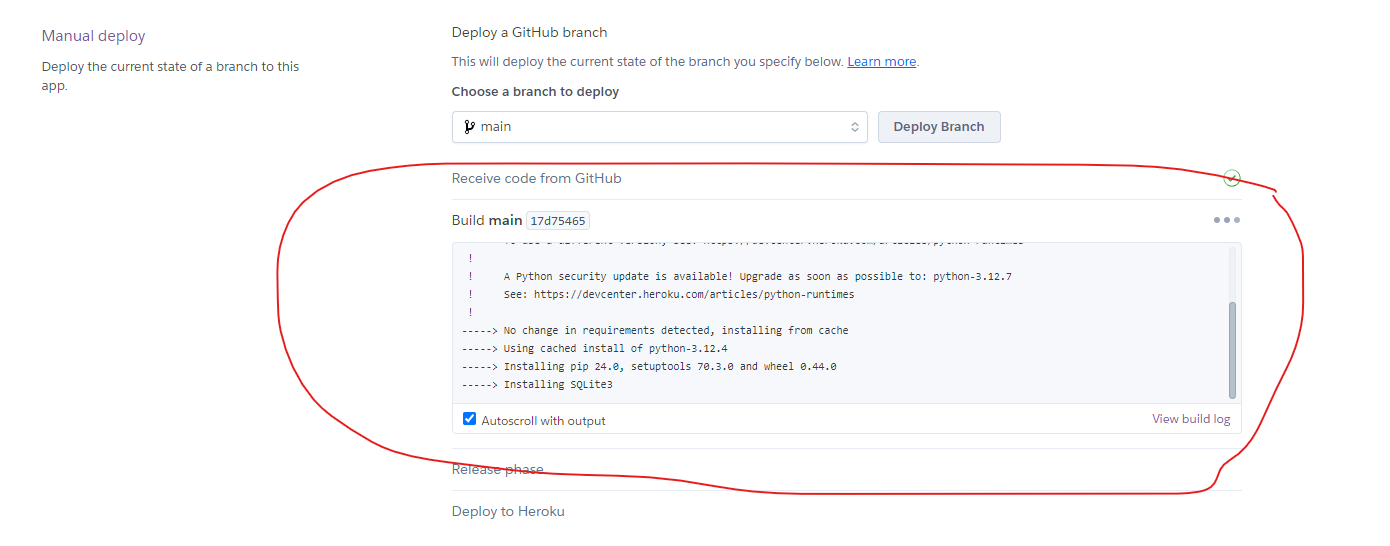 Manual deploy
Deploy the current state of a branch to this
app.
Deploy a GitHub branch
This will deploy the current state of the branch you specify below. Learn more.
Choose a branch to deploy
main
Deploy Branch
Receive code from GitHub
Build main 17d75465
!
! A Python security update is available! Upgrade as soon as possible to: python-3.12.7
! See: https://devcenter.heroku.com/articles/python-runtimes
!
-----> No change in requirements detected, installing from cache
-----> Using cached install of python-3.12.4
-----> Installing pip 24.0, setuptools 70.3.0 and wheel 0.44.0
-----> Installing SQLite3
Autoscroll with output
View build log
Release phase
Deploy to Heroku